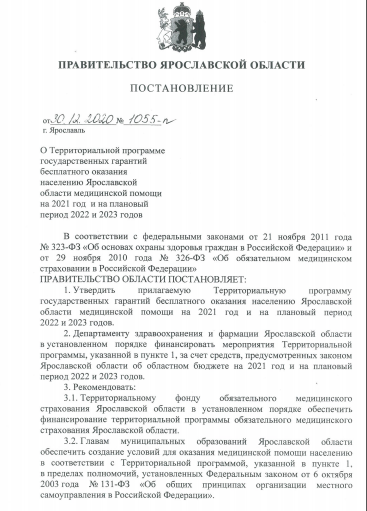 ПРАВИТЕЛЬСТВО ЯРОСЛАВСКОЙ ОБЛАСТИ
ПОСТАНОВЛЕНИЕ
от 30.12.2020 № 1055-п
г. Ярославль
О Территориальной программе
государственных гарантий
бесплатного оказания
населению Ярославской
области медицинской помощи
на 2021 год и на плановый
период 2022 и 2023 годов
В соответствии с федеральными законами от 21 ноября 2011 года
№ 323-ФЗ «Об основах охраны здоровья граждан в Российской Федерации» и
от 29 ноября 2010 года № 326-ФЗ «Об обязательном медицинском
страховании в Российской Федерации»
ПРАВИТЕЛЬСТВО ОБЛАСТИ ПОСТАНОВЛЯЕТ:
1. Утвердить прилагаемую Территориальную программу
государственных гарантий бесплатного оказания населению Ярославской
области медицинской помощи на 2021 год и на плановый период
2022 и 2023 годов.
2. Департаменту здравоохранения и фармации Ярославской области
в установленном порядке финансировать мероприятия Территориальной
программы, указанной в пункте 1, за счет средств, предусмотренных законом
Ярославской области об областном бюджете на 2021 год и на плановый
период 2022 и 2023 годов.
3. Рекомендовать:
3.1. Территориальному фонду обязательного медицинского
страхования Ярославской области в установленном порядке обеспечить
финансирование территориальной программы обязательного медицинского
страхования Ярославской области.
3.2. Главам муниципальных образований Ярославской области
обеспечить создание условий для оказания медицинской помощи населению
в соответствии с Территориальной программой, указанной в пункте 1,
в пределах полномочий, установленных Федеральным законом от 6 октября
2003 года № 131-ФЗ «Об общих принципах организации местного
самоуправления в Российской Федерации».